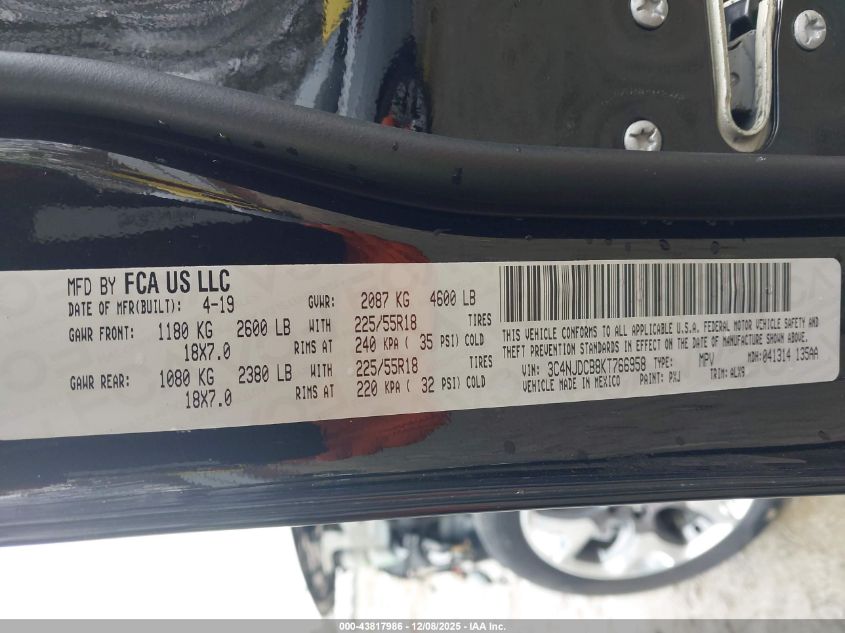 MFD BY FCA US LLC
DATE OF MFR(BUILT): 4-19 GVWR: 2087 KG 4600 LB
GAWR FRONT: 1180 KG 2600 LB WITH 225/55R18 TIRES
18X7.0 RIMS AT 240 KPA ( 35 PSI) COLD
GAWR REAR: 1080 KG 2380 LB WITH 225/55R18 TIRES
18X7.0 RIMS AT 220 KPA ( 32 PSI) COLD
THIS VEHICLE CONFORMS TO ALL APPLICABLE U.S.A. FEDERAL MOTOR VEHICLE SAFETY AND
THEFT PREVENTION STANDARDS IN EFFECT ON THE DATE OF MANUFACTURE SHOWN ABOVE.
VIN: 3C4NJDCB8KT766958 TYPE: MPV MDH:041314 135AA
VEHICLE MADE IN MEXICO PAINT: PXJ TRIM: ALX9
000-43817986 - 12/08/2025 - IAA Inc.